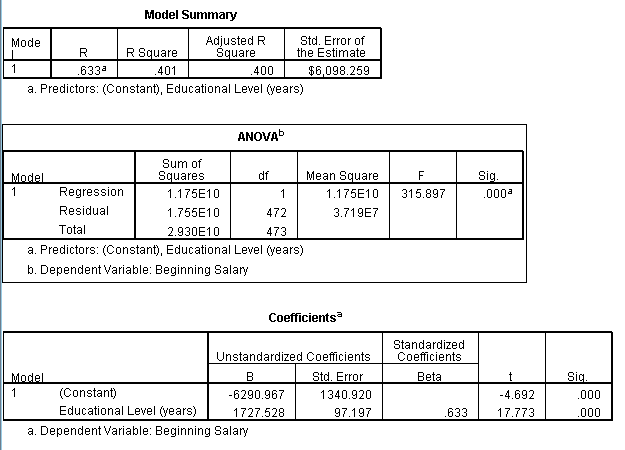 Model Summary
Mode
l R R Square Adjusted R Square Std. Error of the Estimate
1 .633a .401 .400 $6,098.259
a. Predictors: (Constant), Educational Level (years)
ANOVAb
Model Sum of Squares df Mean Square F Sig.
1 Regression 1.175E10 1 1.175E10 315.897 .000a
Residual 1.755E10 472 3.719E7
Total 2.930E10 473
a. Predictors: (Constant), Educational Level (years)
b. Dependent Variable: Beginning Salary
Coefficientsa
Unstandardized Coefficients Standardized Coefficients
Model B Std. Error Beta t Sig.
1 (Constant) -6290.967 1340.920 -4.692 .000
Educational Level (years) 1727.528 97.197 .633 17.773 .000
a. Dependent Variable: Beginning Salary